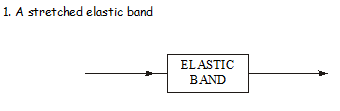 1. A stretched elastic band
ELASTIC
BAND